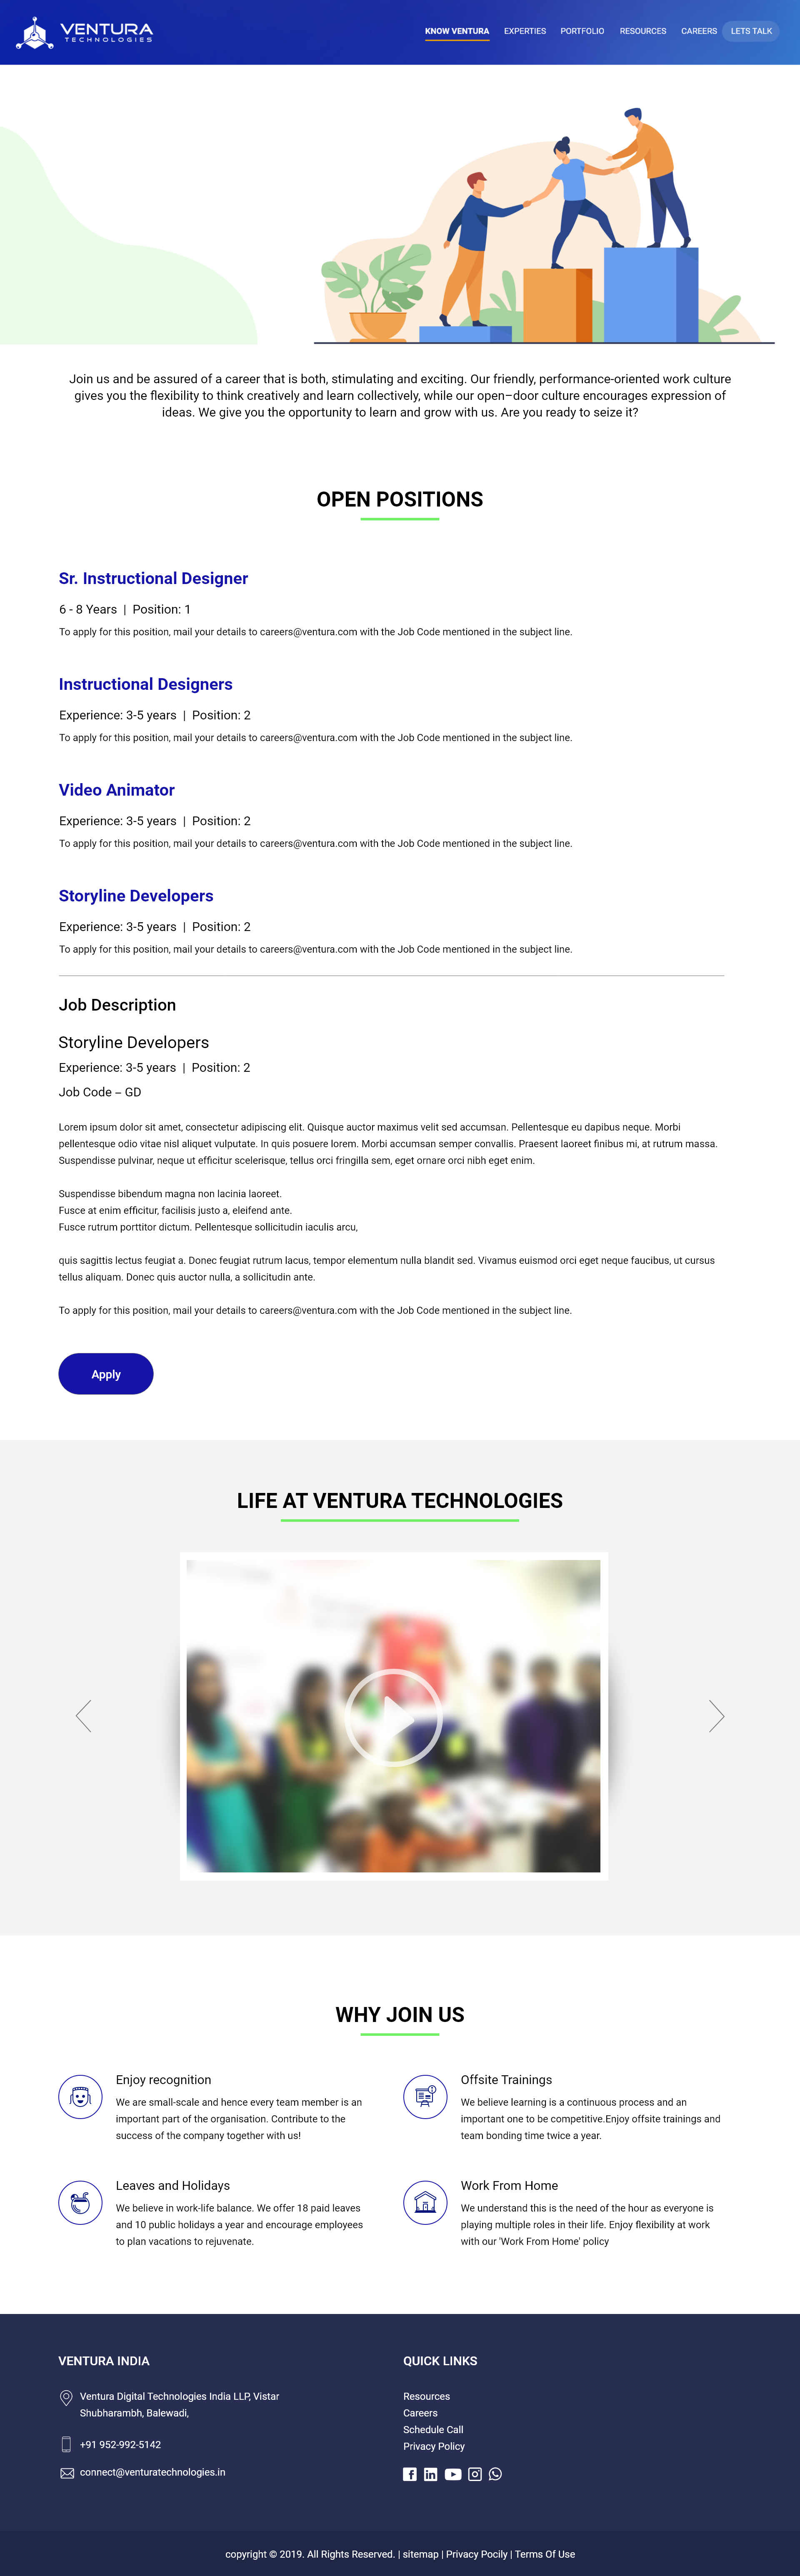 VENTURA
TECHNOLOGIES
KNOW VENTURA
EXPERTIES
PORTFOLIO
RESOURCES
CAREERS
LETS TALK
Join us and be assured of a career that is both, stimulating and exciting. Our friendly, performance-oriented work culture
gives you the flexibility to think creatively and learn collectively, while our open–door culture encourages expression of
ideas. We give you the opportunity to learn and grow with us. Are you ready to seize it?
OPEN POSITIONS
Sr. Instructional Designer
6 - 8 Years | Position: 1
To apply for this position, mail your details to careers@ventura.com with the Job Code mentioned in the subject line.
Instructional Designers
Experience: 3-5 years | Position: 2
To apply for this position, mail your details to careers@ventura.com with the Job Code mentioned in the subject line.
Video Animator
Experience: 3-5 years | Position: 2
To apply for this position, mail your details to careers@ventura.com with the Job Code mentioned in the subject line.
Storyline Developers
Experience: 3-5 years | Position: 2
To apply for this position, mail your details to careers@ventura.com with the Job Code mentioned in the subject line.
Job Description
Storyline Developers
Experience: 3-5 years | Position: 2
Job Code – GD
Lorem ipsum dolor sit amet, consectetur adipiscing elit. Quisque auctor maximus velit sed accumsan. Pellentesque eu dapibus neque. Morbi
pellentesque odio vitae nisl aliquet vulputate. In quis posuere lorem. Morbi accumsan semper convallis. Praesent laoreet finibus mi, at rutrum massa.
Suspendisse pulvinar, neque ut efficitur scelerisque, tellus orci fringilla sem, eget ornare orci nibh eget enim.
Suspendisse bibendum magna non lacinia laoreet.
Fusce at enim efficitur, facilisis justo a, eleifend ante.
Fusce rutrum porttitor dictum. Pellentesque sollicitudin iaculis arcu,
quis sagittis lectus feugiat a. Donec feugiat rutrum lacus, tempor elementum nulla blandit sed. Vivamus euismod orci eget neque faucibus, ut cursus
tellus aliquam. Donec quis auctor nulla, a sollicitudin ante.
To apply for this position, mail your details to careers@ventura.com with the Job Code mentioned in the subject line.
Apply
LIFE AT VENTURA TECHNOLOGIES
WHY JOIN US
Enjoy recognition
We are small-scale and hence every team member is an
important part of the organisation. Contribute to the
success of the company together with us!
Offsite Trainings
We believe learning is a continuous process and an
important one to be competitive.Enjoy offsite trainings and
team bonding time twice a year.
Leaves and Holidays
We believe in work-life balance. We offer 18 paid leaves
and 10 public holidays a year and encourage employees
to plan vacations to rejuvenate.
Work From Home
We understand this is the need of the hour as everyone is
playing multiple roles in their life. Enjoy flexibility at work
with our 'Work From Home' policy
VENTURA INDIA
Ventura Digital Technologies India LLP, Vistar
Shubharambh, Balewadi,
+91 952-992-5142
connect@venturatechnologies.in
QUICK LINKS
Resources
Careers
Schedule Call
Privacy Policy
copyright © 2019. All Rights Reserved. | sitemap | Privacy Pocily | Terms Of Use